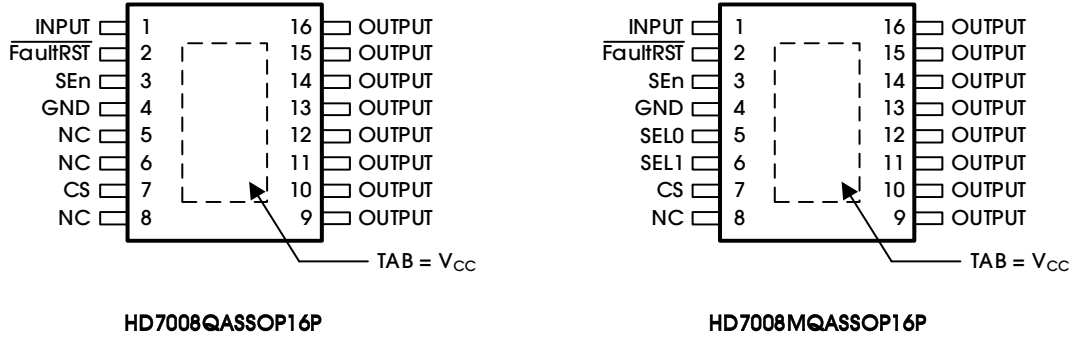 INPUT 1 16 OUTPUT
FaultRST 2 15 OUTPUT
SEn 3 14 OUTPUT
GND 4 13 OUTPUT
NC 5 12 OUTPUT
NC 6 11 OUTPUT
CS 7 10 OUTPUT
NC 8 9 OUTPUT
TAB = VCC
HD7008QASSOP16P
INPUT 1 16 OUTPUT
FaultRST 2 15 OUTPUT
SEn 3 14 OUTPUT
GND 4 13 OUTPUT
SEL0 5 12 OUTPUT
SEL1 6 11 OUTPUT
CS 7 10 OUTPUT
NC 8 9 OUTPUT
TAB = VCC
HD7008MQASSOP16P